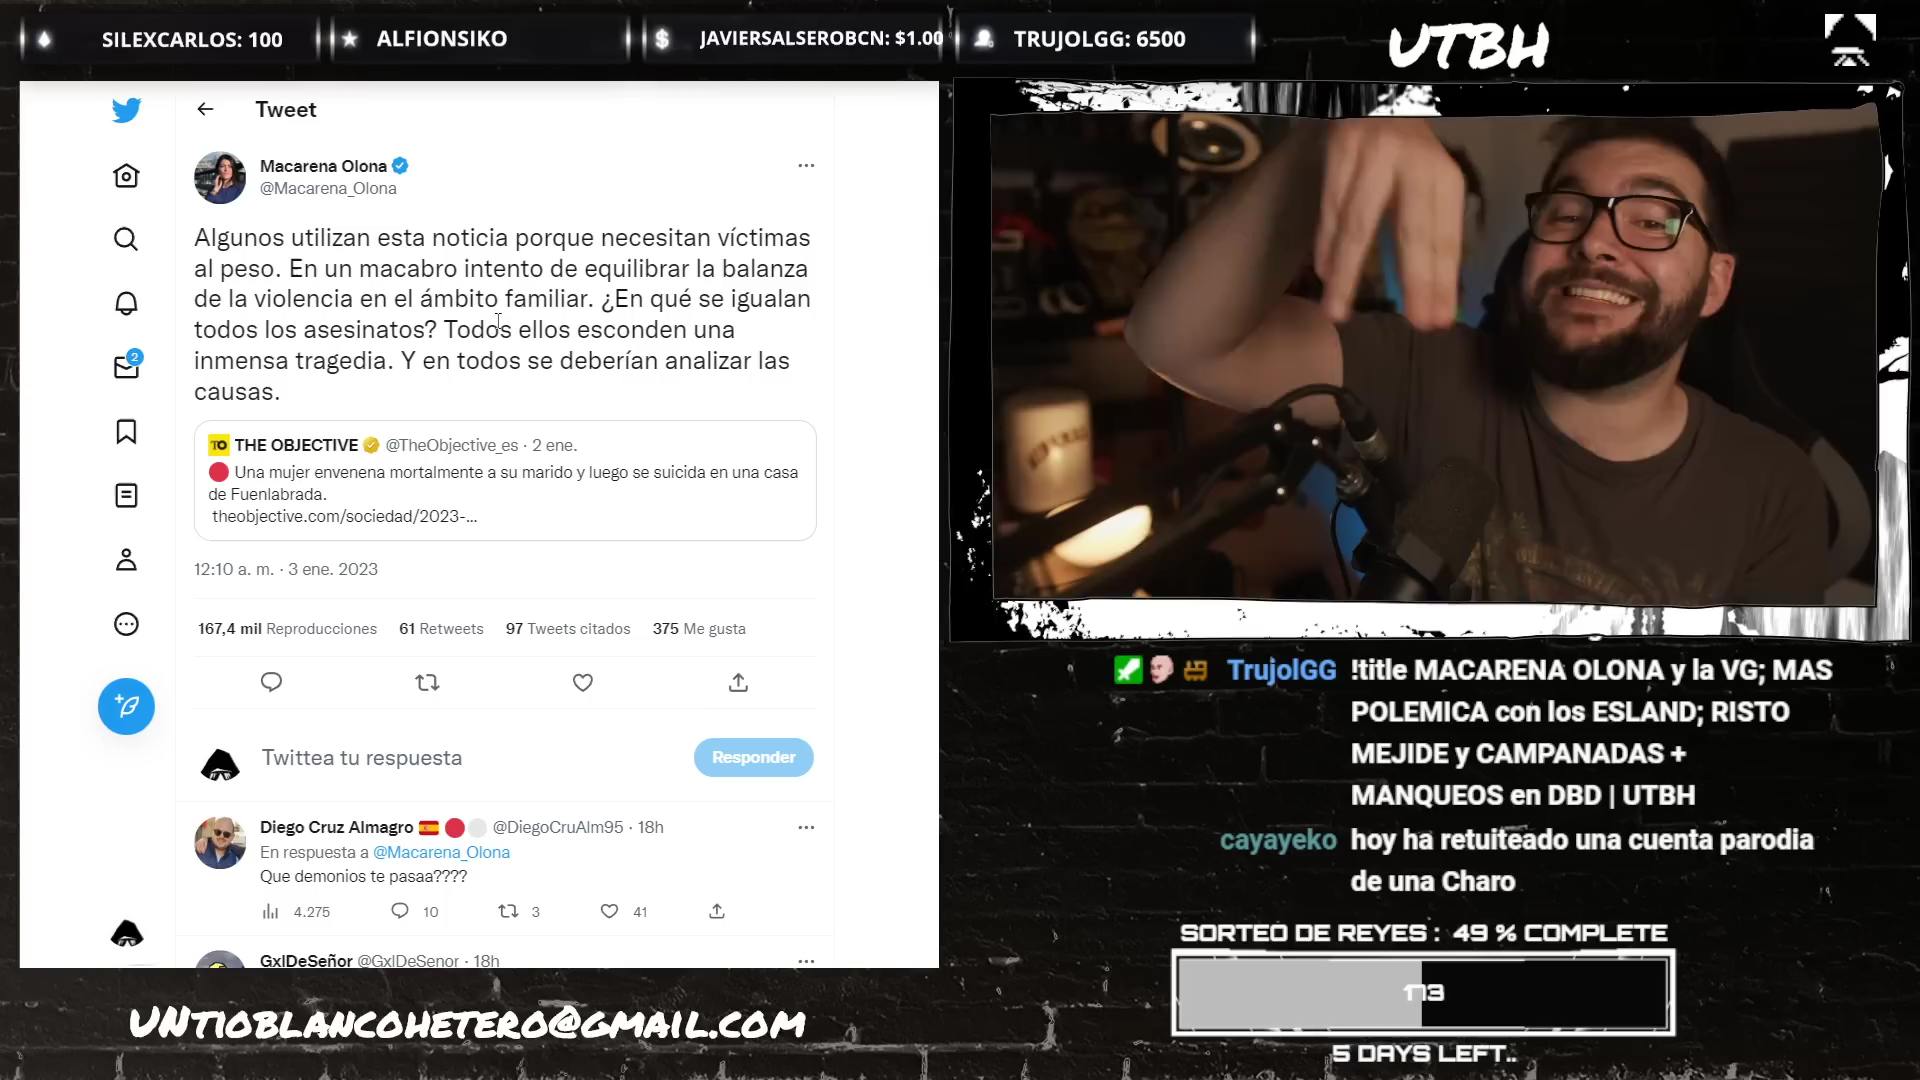 SILEXCARLOS: 100
ALFIONSIKO
JAVIERSALSEROBCN: $1.00
TRUJOLGG: 6500
UTBH
Tweet
Macarena Olona
@Macarena_Olona
Algunos utilizan esta noticia porque necesitan víctimas
al peso. En un macabro intento de equilibrar la balanza
de la violencia en el ámbito familiar. ¿En qué se igualan
todos los asesinatos? Todos ellos esconden una
inmensa tragedia. Y en todos se deberían analizar las
causas.
TO THE OBJECTIVE @TheObjective_es · 2 ene.
Una mujer envenena mortalmente a su marido y luego se suicida en una casa
de Fuenlabrada.
theobjective.com/sociedad/2023-...
12:10 a. m. · 3 ene. 2023
167,4 mil Reproducciones 61 Retweets 97 Tweets citados 375 Me gusta
2
Twittea tu respuesta
Responder
Diego Cruz Almagro @DiegoCruAlm95 · 18h
En respuesta a @Macarena_Olona
Que demonios te pasaa????
4.275 10 3 41
GxlDeSeñor @GxlDeSenor · 18h
TrujolGG !title MACARENA OLONA y la VG; MAS
POLEMICA con los ESLAND; RISTO
MEJIDE y CAMPANADAS +
MANQUEOS en DBD | UTBH
cayayeko hoy ha retuiteado una cuenta parodia
de una Charo
SORTEO DE REYES : 49 % COMPLETE
173
5 DAYS LEFT..
UNTIOBLANCOHETERO@GMAIL.COM